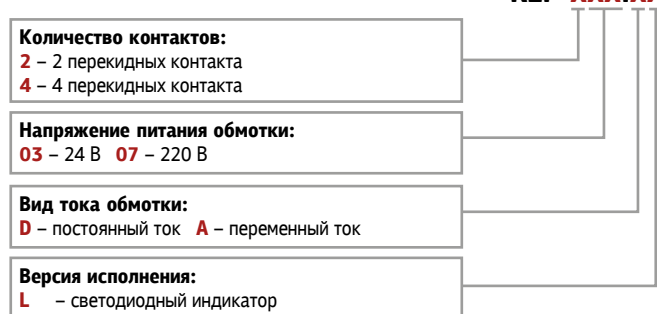 Количество контактов:
2 – 2 перекидных контакта
4 – 4 перекидных контакта
Напряжение питания обмотки:
03 – 24 В 07 – 220 В
Вид тока обмотки:
D – постоянный ток A – переменный ток
Версия исполнения:
L – светодиодный индикатор